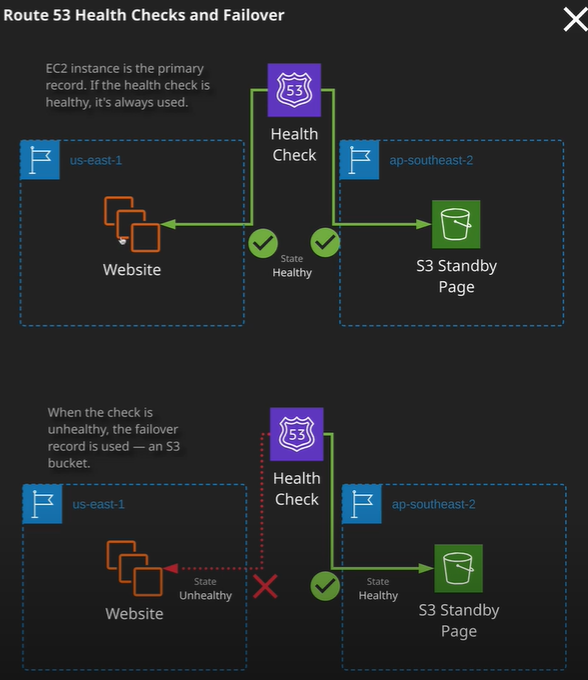 Route 53 Health Checks and Failover
EC2 instance is the primary
record. If the health check is
healthy, it's always used.
53
Health
Check
us-east-1
ap-southeast-2
Website
State
Healthy
S3 Standby
Page
When the check is
unhealthy, the failover
record is used — an S3
bucket.
53
Health
Check
us-east-1
ap-southeast-2
Website
State
Unhealthy
State
Healthy
S3 Standby
Page